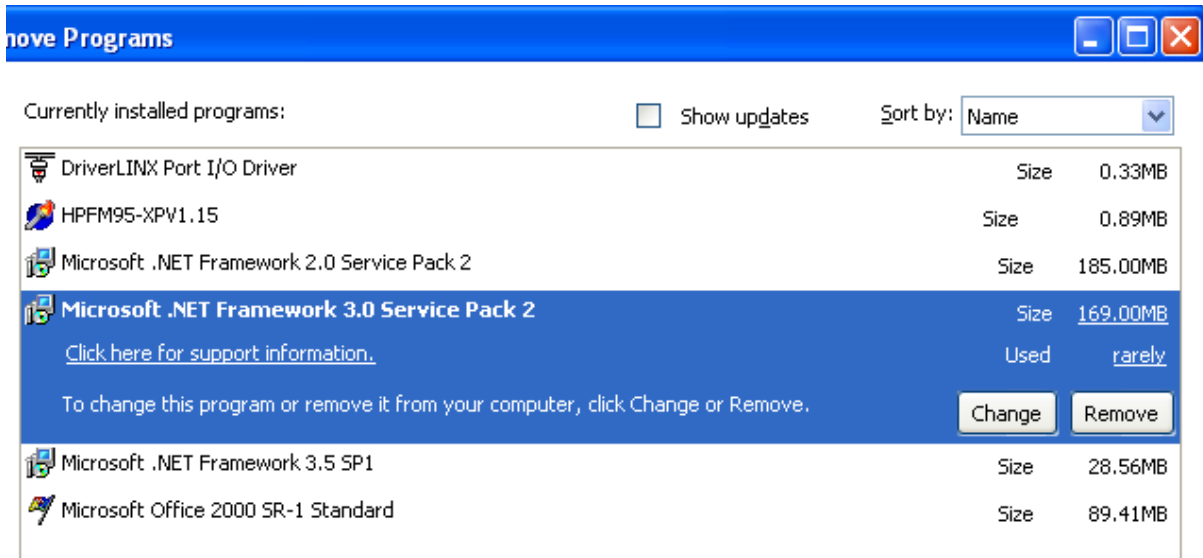 move Programs
Currently installed programs: Show updates Sort by: Name
DriverLINX Port I/O Driver Size 0.33MB
HPFM95-XPV1.15 Size 0.89MB
Microsoft .NET Framework 2.0 Service Pack 2 Size 185.00MB
Microsoft .NET Framework 3.0 Service Pack 2 Size 169.00MB
Click here for support information. Used rarely
To change this program or remove it from your computer, click Change or Remove. Change Remove
Microsoft .NET Framework 3.5 SP1 Size 28.56MB
Microsoft Office 2000 SR-1 Standard Size 89.41MB